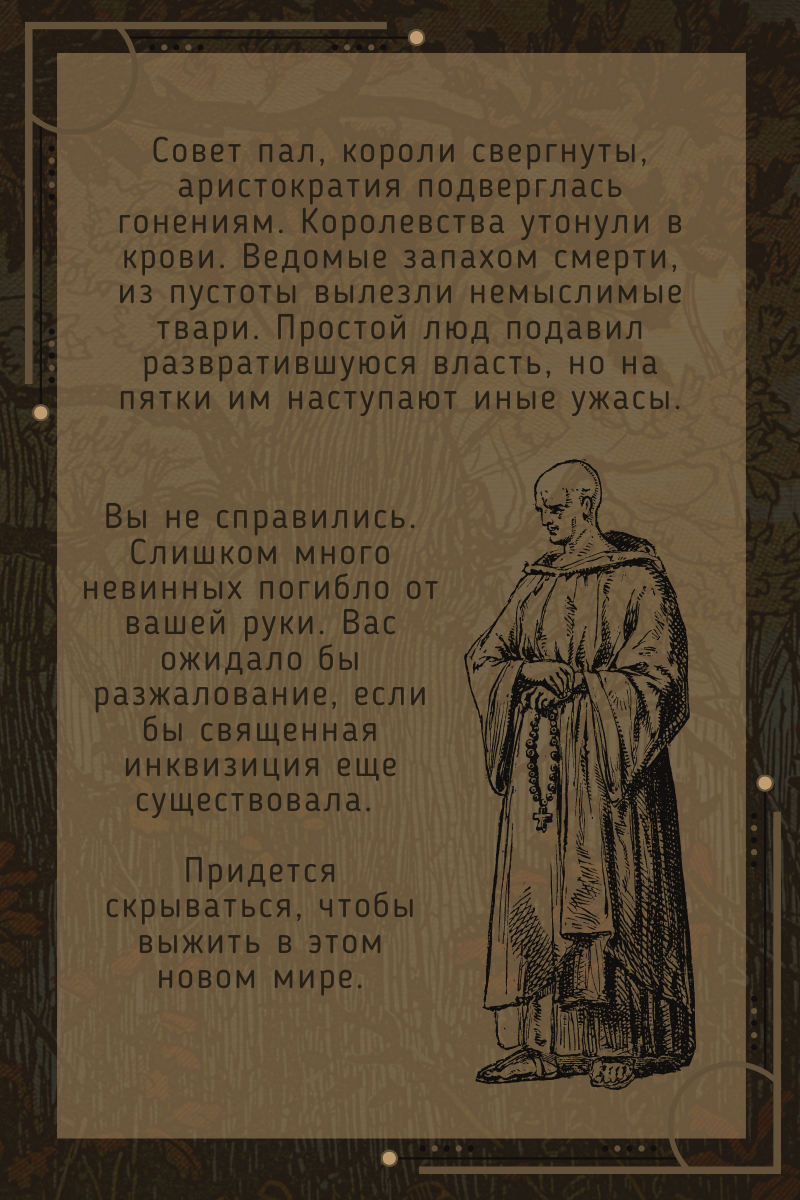 Совет пал, короли свергнуты,
аристократия подверглась
гонениям. Королевства утонули в
крови. Ведомые запахом смерти,
из пустоты вылезли немыслимые
твари. Простой люд подавил
развратившуюся власть, но на
пятки им наступают иные ужасы.
Вы не справились.
Слишком много
невинных погибло от
вашей руки. Вас
ожидало бы
разжалование, если
бы священная
инквизиция еще
существовала.
Придется
скрываться, чтобы
выжить в этом
новом мире.